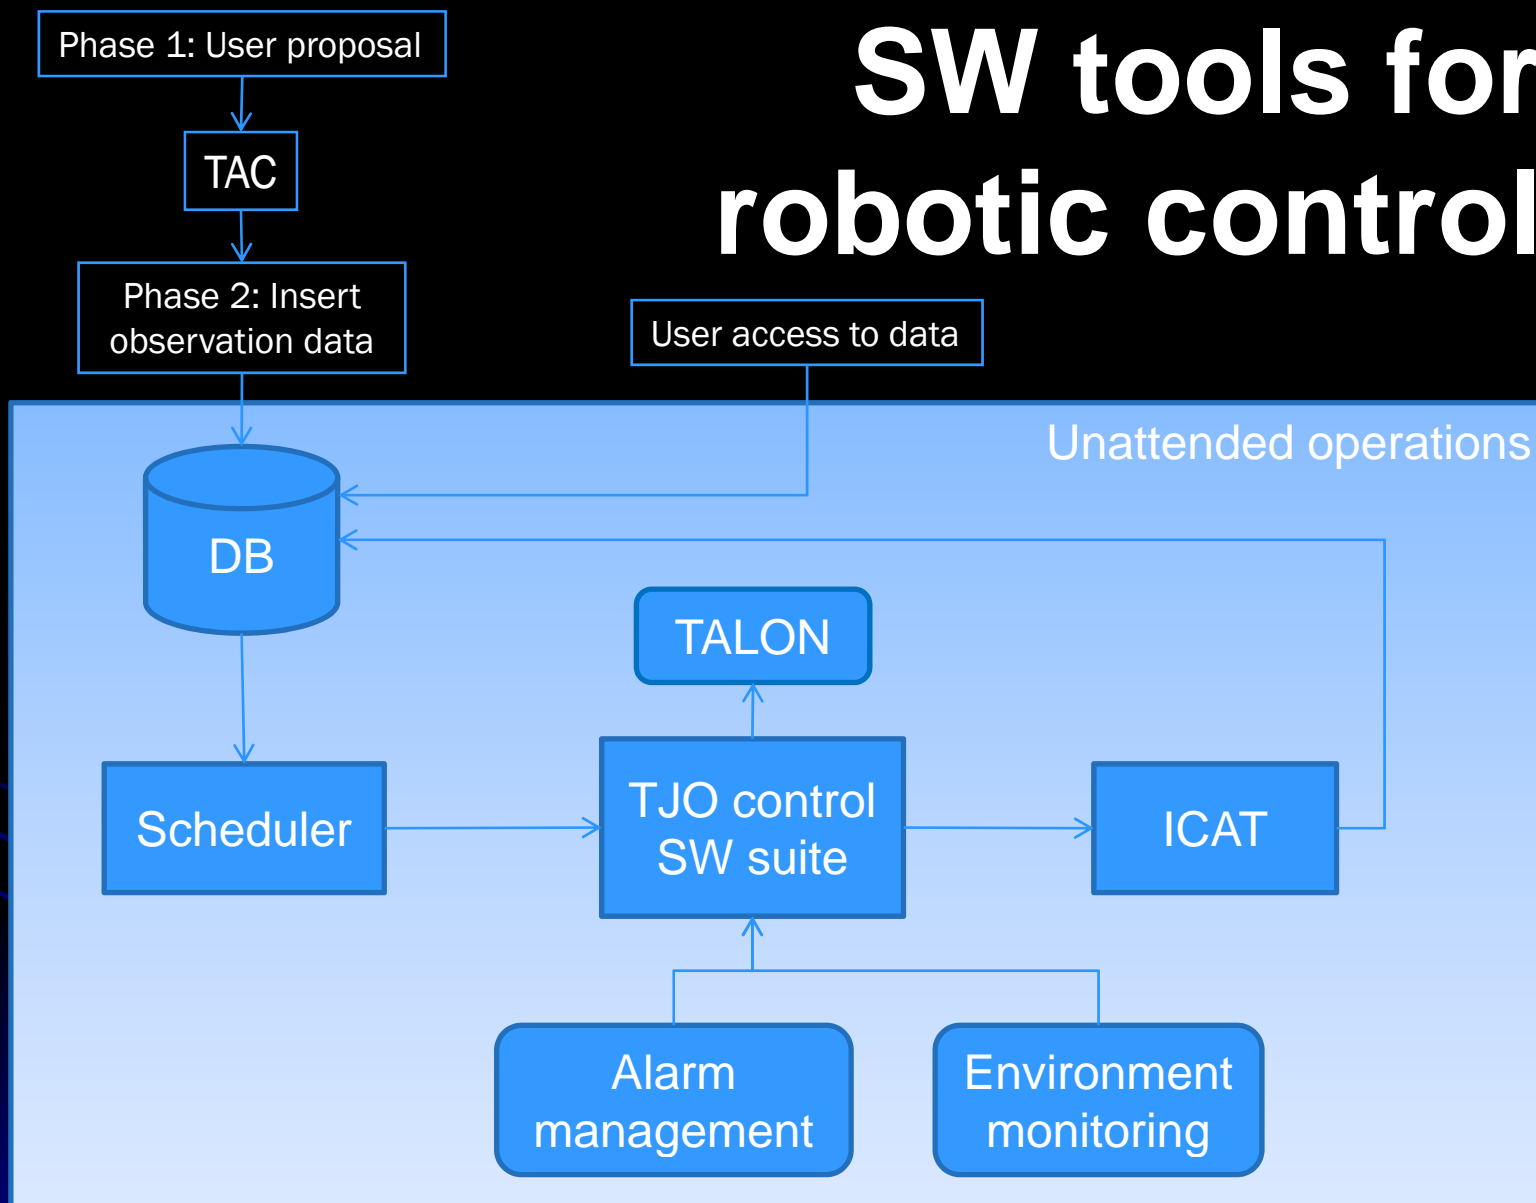 SW tools for
robotic control
Phase 1: User proposal
TAC
Phase 2: Insert
observation data
User access to data
Unattended operations
DB
TALON
Scheduler
TJO control
SW suite
ICAT
Alarm
management
Environment
monitoring